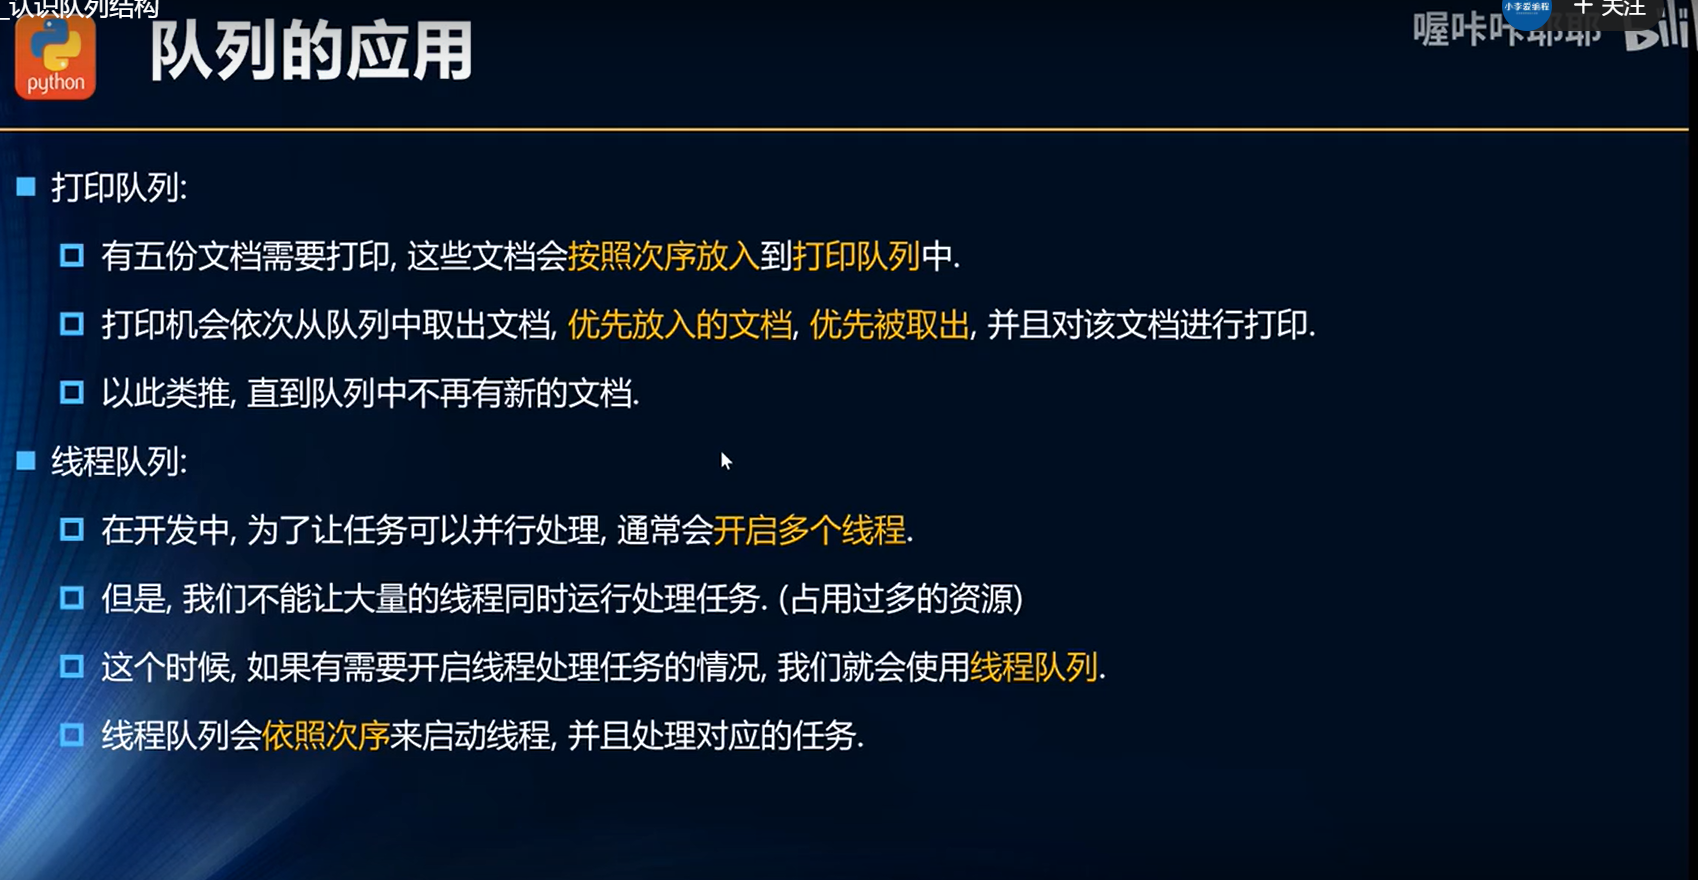 _认识队列结构
小李爱编程
+ 关注
python
队列的应用
喔咔咔耶耶
bili
打印队列:
有五份文档需要打印, 这些文档会按照次序放入到打印队列中.
打印机会依次从队列中取出文档, 优先放入的文档, 优先被取出, 并且对该文档进行打印.
以此类推, 直到队列中不再有新的文档.
线程队列:
在开发中, 为了让任务可以并行处理, 通常会开启多个线程.
但是, 我们不能让大量的线程同时运行处理任务. (占用过多的资源)
这个时候, 如果有需要开启线程处理任务的情况, 我们就会使用线程队列.
线程队列会依照次序来启动线程, 并且处理对应的任务.